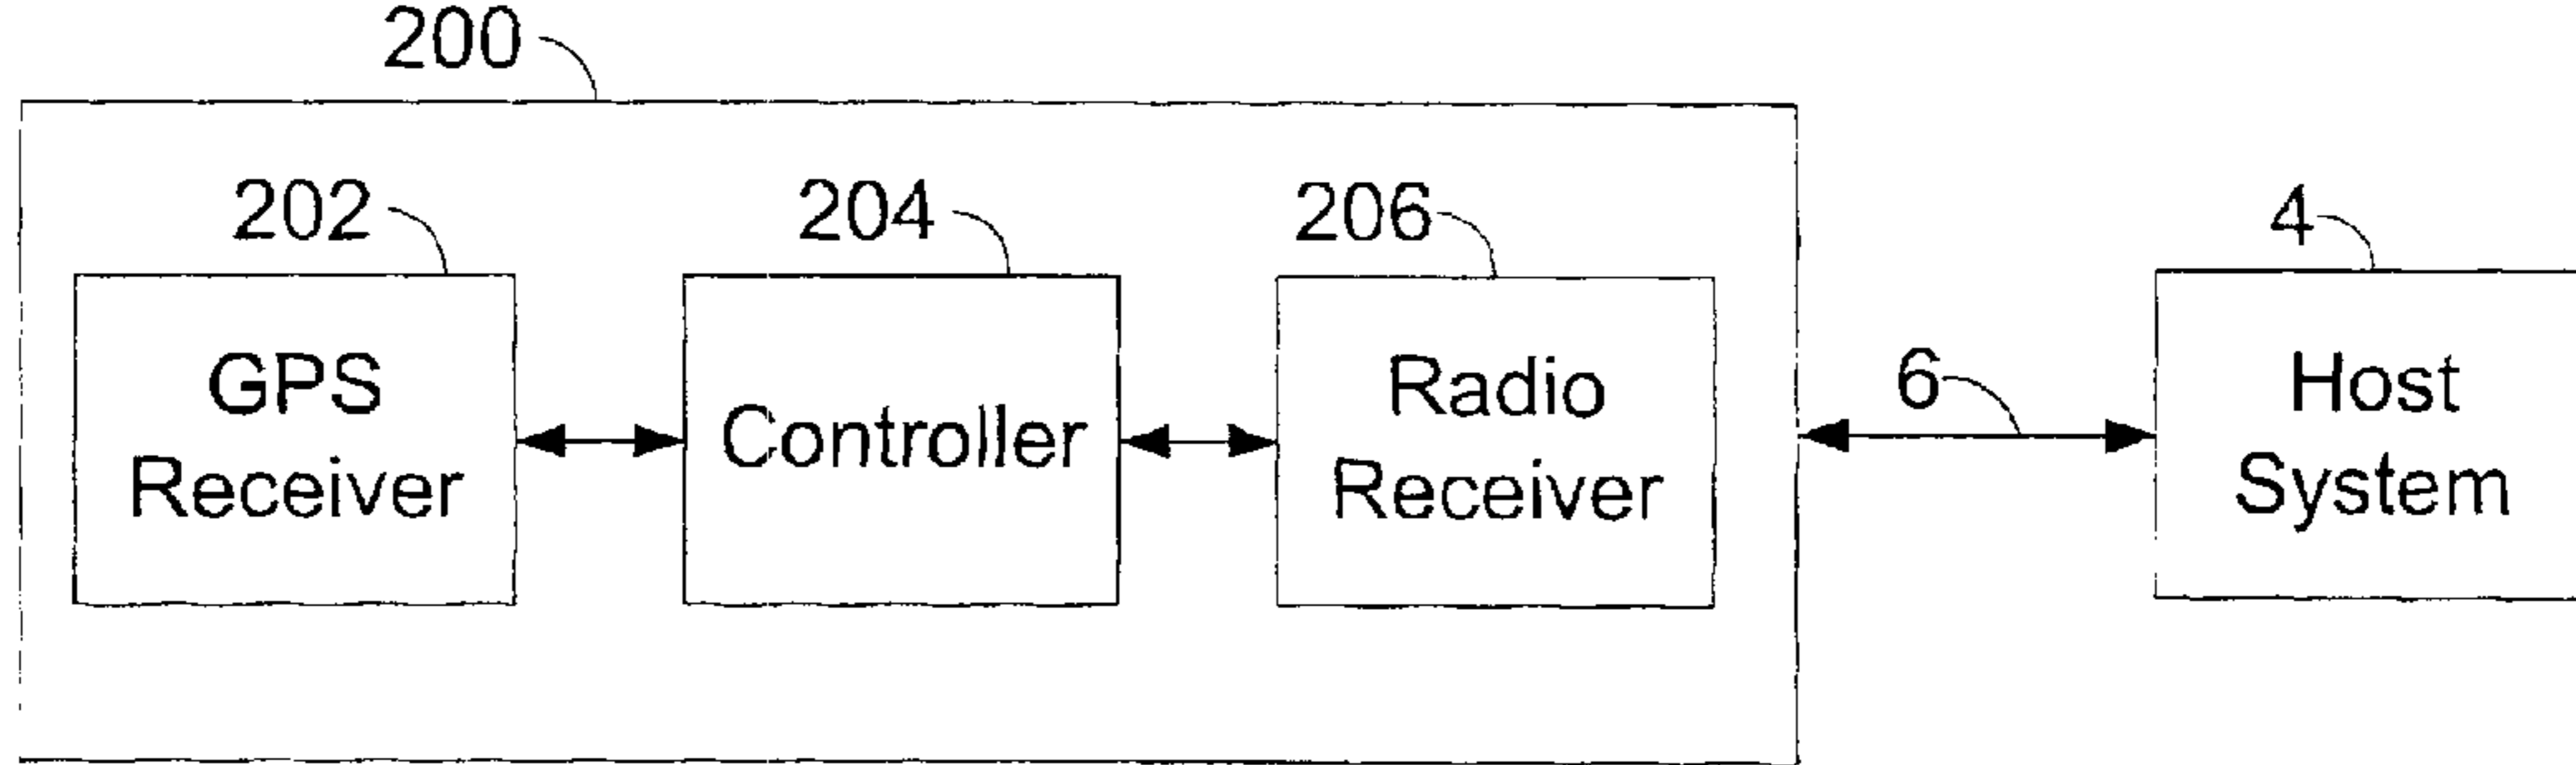 200
202
204
206
4
GPS
Receiver
Controller
Radio
Receiver
6
Host
System